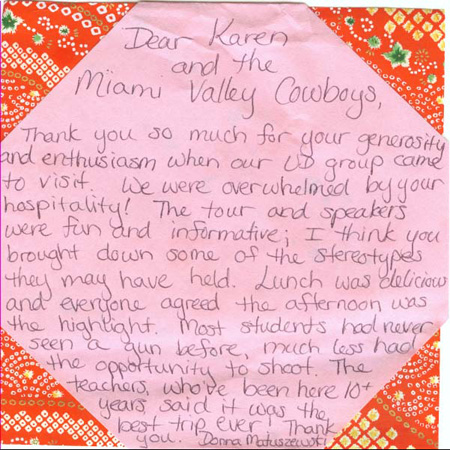 Dear Karen
and the
Miami Valley Cowboys,
Thank you so much for your generosity
and enthusiasm when our UD group came
to visit. We were overwhelmed by your
hospitality! The tour and speakers
were fun and informative; I think you
brought down some of the stereotypes
they may have held. Lunch was delicious
and everyone agreed the afternoon was
the highlight. Most students had never
seen a gun before, much less had
the opportunity to shoot. The
teachers, who've been here 10+
years said it was the
best trip ever! Thank
you. Donna Matuszewski